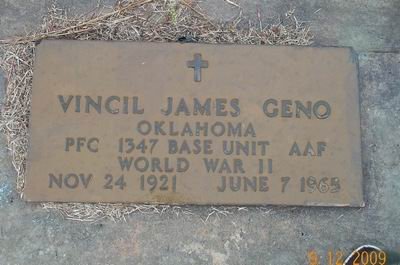 VINCIL JAMES GENO
OKLAHOMA
PFC 1347 BASE UNIT AAF
WORLD WAR II
NOV 24 1921 JUNE 7 1965
9 12 2009